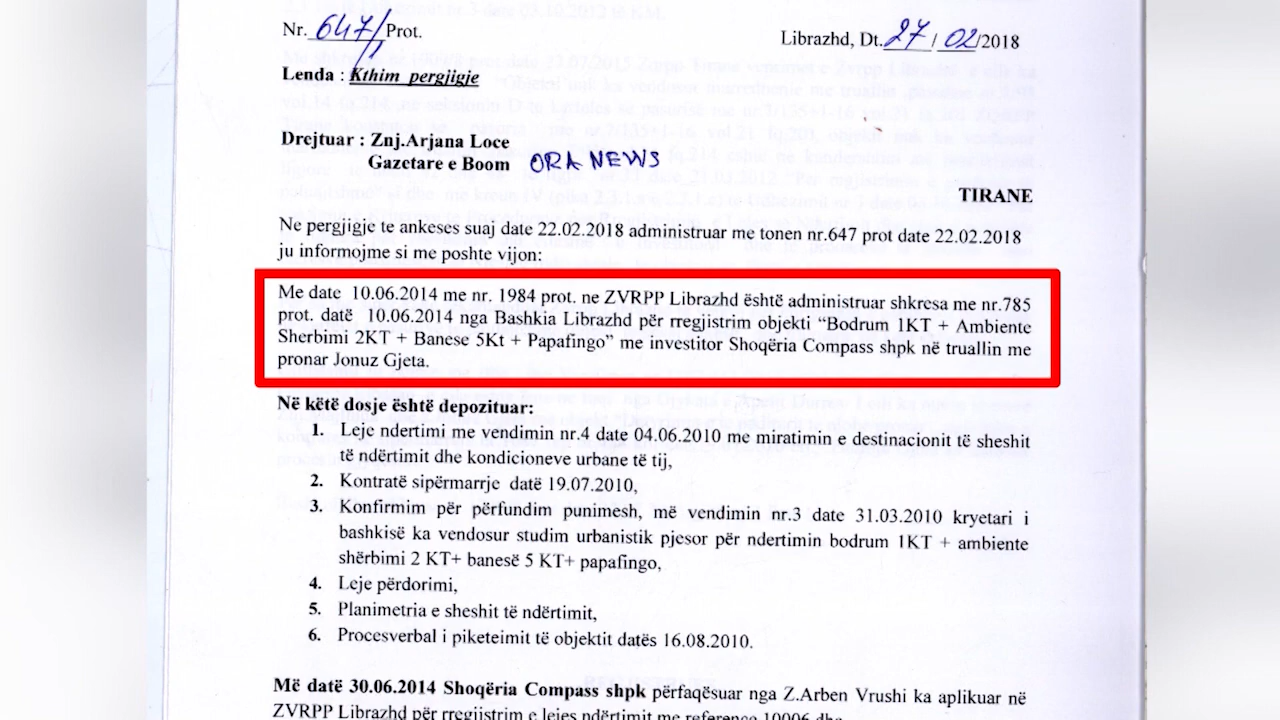 Nr. 647/ Prot.
Librazhd, Dt. 27 / 02/2018
Lenda : Kthim pergjigje
Drejtuar : Znj.Arjana Loce
Gazetare e Boom ORA NEWS
TIRANE
Ne pergjigje te ankeses suaj date 22.02.2018 administruar me tonen nr.647 prot date 22.02.2018
ju informojme si me poshte vijon:
Me date 10.06.2014 me nr. 1984 prot. ne ZVRPP Librazhd është administruar shkresa me nr.785
prot. datë 10.06.2014 nga Bashkia Librazhd për rregjistrim objekti “Bodrum 1KT + Ambiente
Sherbimi 2KT + Banese 5Kt + Papafingo” me investitor Shoqëria Compass shpk në truallin me
pronar Jonuz Gjeta.
Në këtë dosje është depozituar:
1. Leje ndertimi me vendimin nr.4 date 04.06.2010 me miratimin e destinacionit të sheshit
të ndërtimit dhe kondicioneve urbane të tij,
2. Kontratë sipërmarrje datë 19.07.2010,
3. Konfirmim për përfundim punimesh, më vendimin nr.3 date 31.03.2010 kryetari i
bashkisë ka vendosur studim urbanistik pjesor për ndertimin bodrum 1KT + ambiente
shërbimi 2 KT+ banesë 5 KT+ papafingo,
4. Leje përdorimi,
5. Planimetria e sheshit të ndërtimit,
6. Procesverbal i piketeimit të objektit datës 16.08.2010.
Më datë 30.06.2014 Shoqëria Compass shpk përfaqësuar nga Z.Arben Vrushi ka aplikuar në
ZVRPP Librazhd për rregjistrim e lejes ndërtimit me reference 10006 dhe